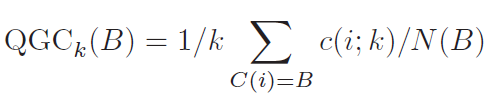 QGC_k(B) = 1/k ∑_{C(i)=B} c(i; k)/N(B)